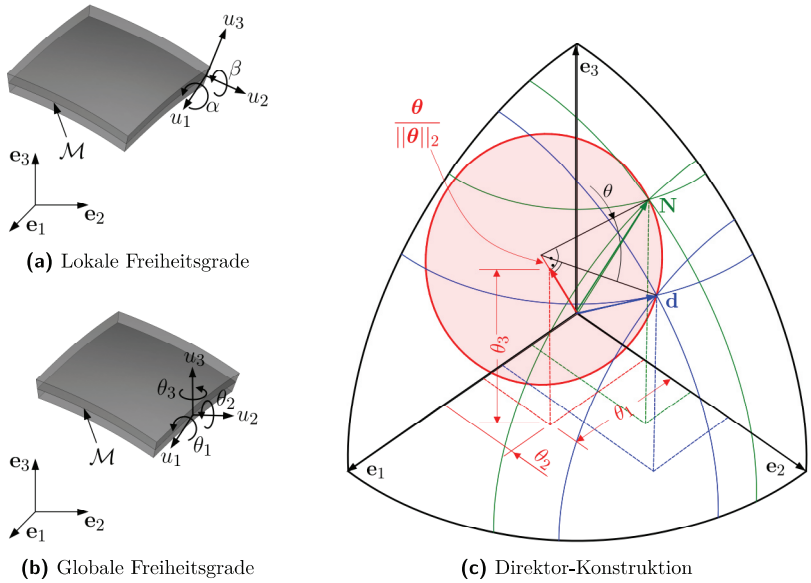 u₃
β
u₂
u₁
α
𝓜
e₃
e₂
e₁
(a) Lokale Freiheitsgrade
u₃
θ₃
θ₂
u₂
u₁
θ₁
𝓜
e₃
e₂
e₁
(b) Globale Freiheitsgrade
e₃
θ
||θ||₂
θ
N
d
θ₃
θ₁
θ₂
e₁
e₂
(c) Direktor-Konstruktion